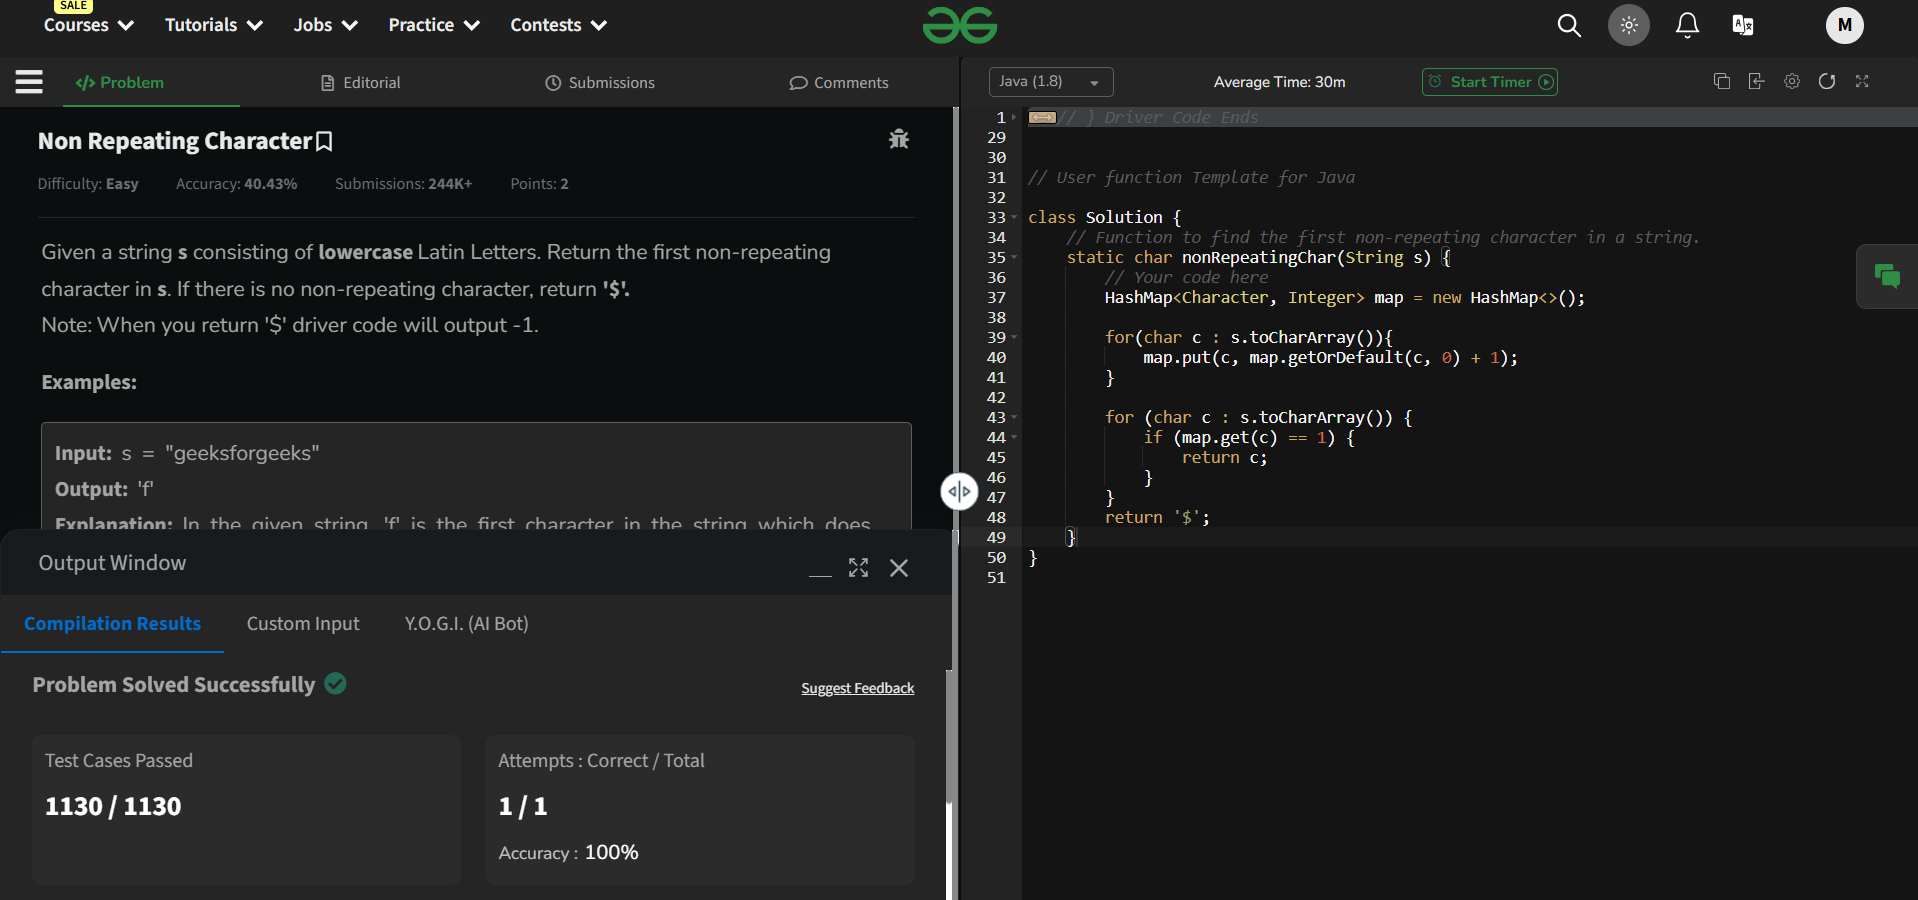 SALE
Courses Tutorials Jobs Practice Contests M
Problem Editorial Submissions Comments
Non Repeating Character
Difficulty: Easy Accuracy: 40.43% Submissions: 244K+ Points: 2
Given a string s consisting of lowercase Latin Letters. Return the first non-repeating
character in s. If there is no non-repeating character, return '$'.
Note: When you return '$' driver code will output -1.
Examples:
Input: s = "geeksforgeeks"
Output: 'f'
Explanation: In the given string, 'f' is the first character in the string which does
Output Window
Compilation Results Custom Input Y.O.G.I. (AI Bot)
Problem Solved Successfully
Suggest Feedback
Test Cases Passed
1130 / 1130
Attempts : Correct / Total
1 / 1
Accuracy : 100%
Java (1.8) Average Time: 30m Start Timer
1 // } Driver Code Ends
29
30
31 // User function Template for Java
32
33 class Solution {
34 // Function to find the first non-repeating character in a string.
35 static char nonRepeatingChar(String s) {
36 // Your code here
37 HashMap<Character, Integer> map = new HashMap<>();
38
39 for(char c : s.toCharArray()){
40 map.put(c, map.getOrDefault(c, 0) + 1);
41 }
42
43 for (char c : s.toCharArray()) {
44 if (map.get(c) == 1) {
45 return c;
46 }
47 }
48 return '$';
49 }
50 }
51